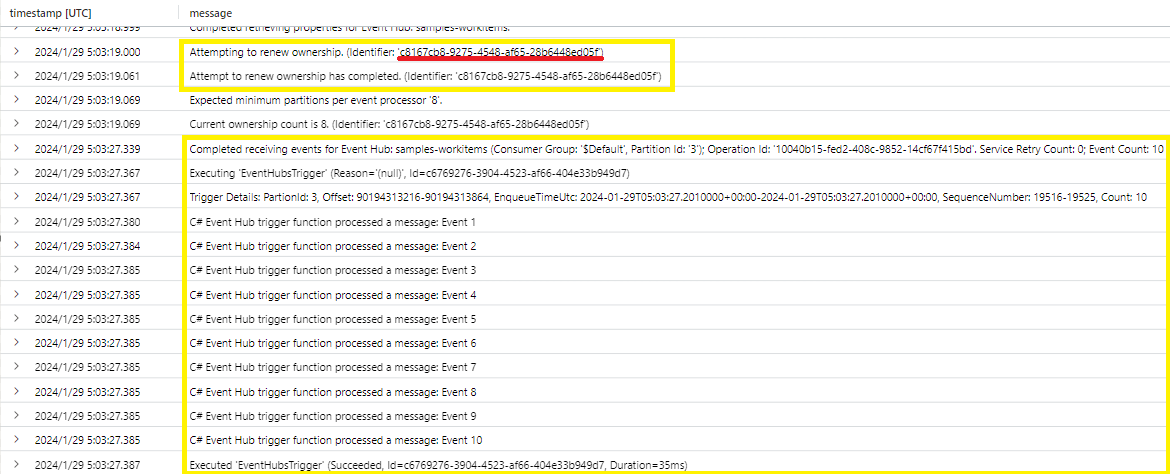 timestamp [UTC] message
2024/1/29 5:03:18.999 Completed retrieving properties for Event Hub: samples-workitems.
2024/1/29 5:03:19.000 Attempting to renew ownership. (Identifier: 'c8167cb8-9275-4548-af65-28b6448ed05f')
2024/1/29 5:03:19.061 Attempt to renew ownership has completed. (Identifier: 'c8167cb8-9275-4548-af65-28b6448ed05f')
2024/1/29 5:03:19.069 Expected minimum partitions per event processor '8'.
2024/1/29 5:03:19.069 Current ownership count is 8. (Identifier: 'c8167cb8-9275-4548-af65-28b6448ed05f')
2024/1/29 5:03:27.339 Completed receiving events for Event Hub: samples-workitems (Consumer Group: '$Default', Partition Id: '3'); Operation Id: '10040b15-fed2-408c-9852-14cf67f415bd'. Service Retry Count: 0; Event Count: 10
2024/1/29 5:03:27.367 Executing 'EventHubsTrigger' (Reason='(null)', Id=c6769276-3904-4523-af66-404e33b949d7)
2024/1/29 5:03:27.367 Trigger Details: PartionId: 3, Offset: 90194313216-90194313864, EnqueueTimeUtc: 2024-01-29T05:03:27.2010000+00:00-2024-01-29T05:03:27.2010000+00:00, SequenceNumber: 19516-19525, Count: 10
2024/1/29 5:03:27.380 C# Event Hub trigger function processed a message: Event 1
2024/1/29 5:03:27.384 C# Event Hub trigger function processed a message: Event 2
2024/1/29 5:03:27.385 C# Event Hub trigger function processed a message: Event 3
2024/1/29 5:03:27.385 C# Event Hub trigger function processed a message: Event 4
2024/1/29 5:03:27.385 C# Event Hub trigger function processed a message: Event 5
2024/1/29 5:03:27.385 C# Event Hub trigger function processed a message: Event 6
2024/1/29 5:03:27.385 C# Event Hub trigger function processed a message: Event 7
2024/1/29 5:03:27.385 C# Event Hub trigger function processed a message: Event 8
2024/1/29 5:03:27.385 C# Event Hub trigger function processed a message: Event 9
2024/1/29 5:03:27.385 C# Event Hub trigger function processed a message: Event 10
2024/1/29 5:03:27.387 Executed 'EventHubsTrigger' (Succeeded, Id=c6769276-3904-4523-af66-404e33b949d7, Duration=35ms)